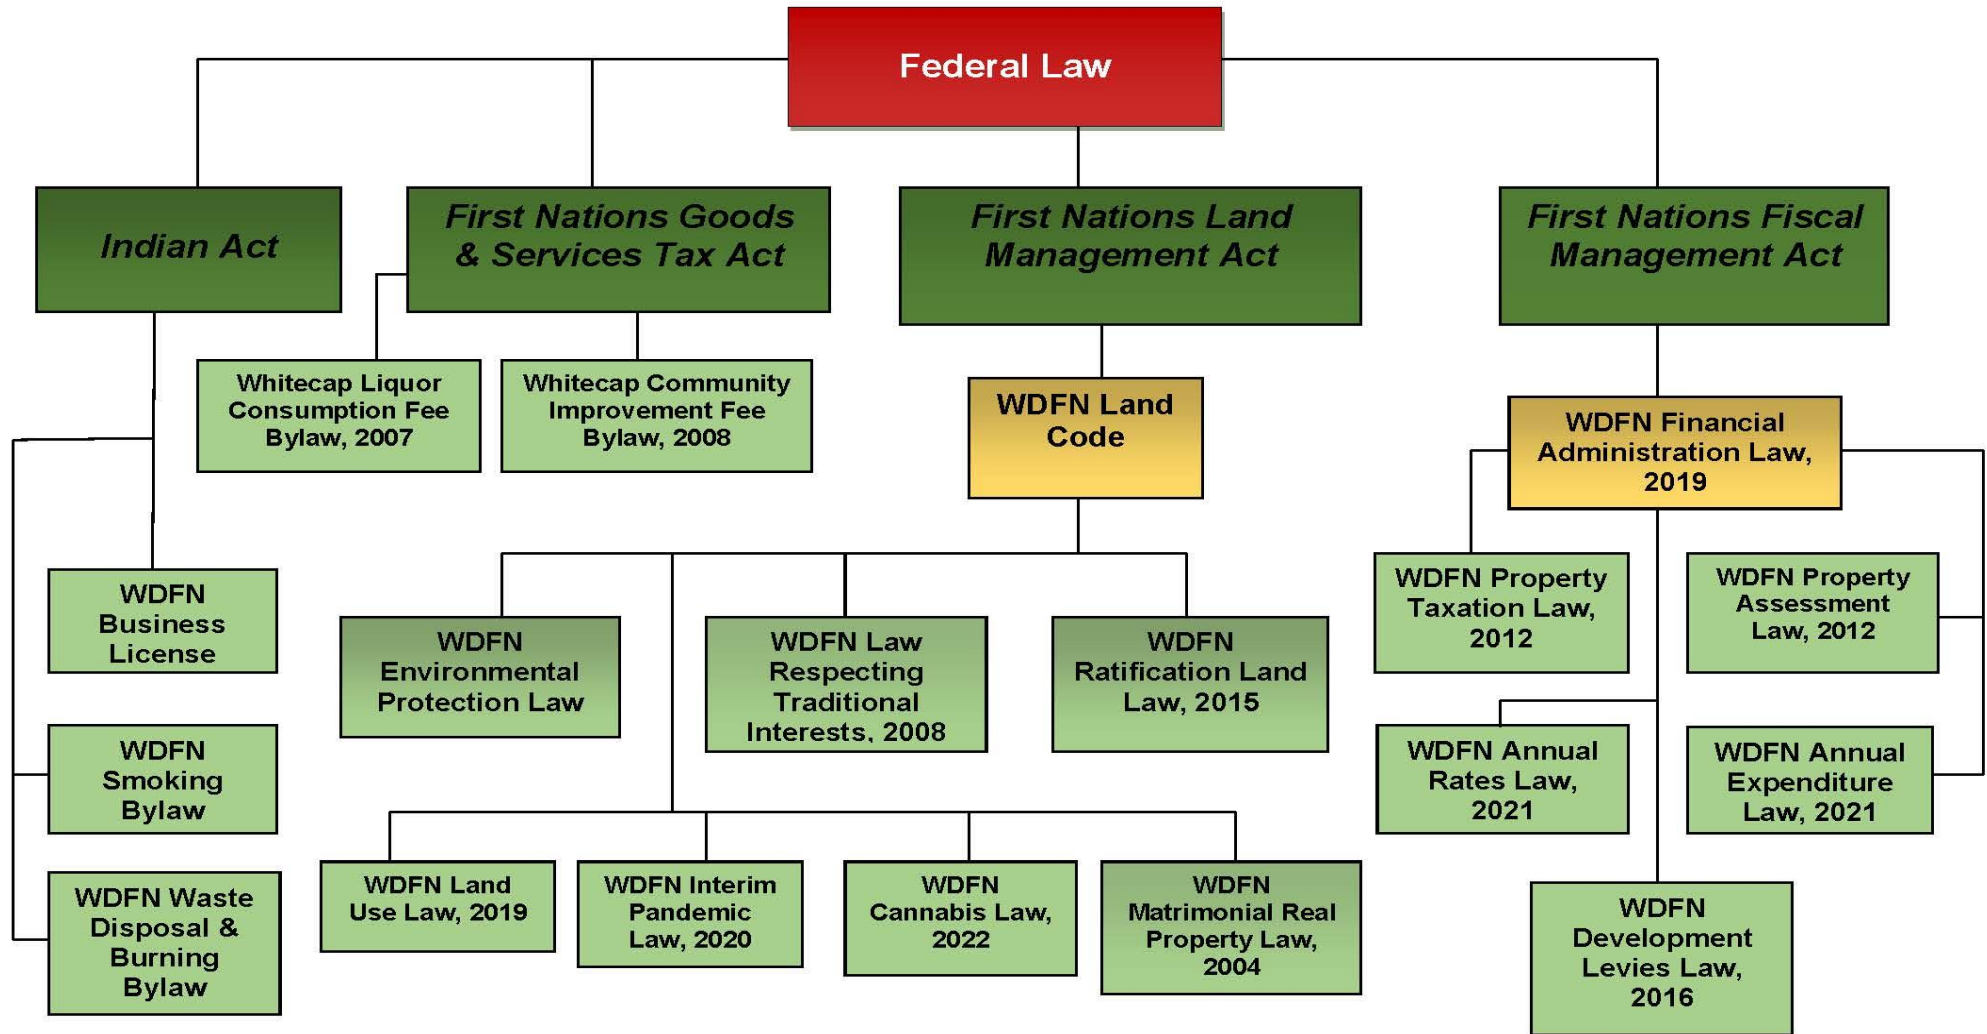 Federal Law
Indian Act
First Nations Goods
& Services Tax Act
First Nations Land
Management Act
First Nations Fiscal
Management Act
Whitecap Liquor
Consumption Fee
Bylaw, 2007
Whitecap Community
Improvement Fee
Bylaw, 2008
WDFN Land
Code
WDFN Financial
Administration Law,
2019
WDFN
Business
License
WDFN
Smoking
Bylaw
WDFN Waste
Disposal &
Burning
Bylaw
WDFN
Environmental
Protection Law
WDFN Law
Respecting
Traditional
Interests, 2008
WDFN
Ratification Land
Law, 2015
WDFN Land
Use Law, 2019
WDFN Interim
Pandemic
Law, 2020
WDFN
Cannabis Law,
2022
WDFN
Matrimonial Real
Property Law,
2004
WDFN Property
Taxation Law,
2012
WDFN Property
Assessment
Law, 2012
WDFN Annual
Rates Law,
2021
WDFN Annual
Expenditure
Law, 2021
WDFN
Development
Levies Law,
2016